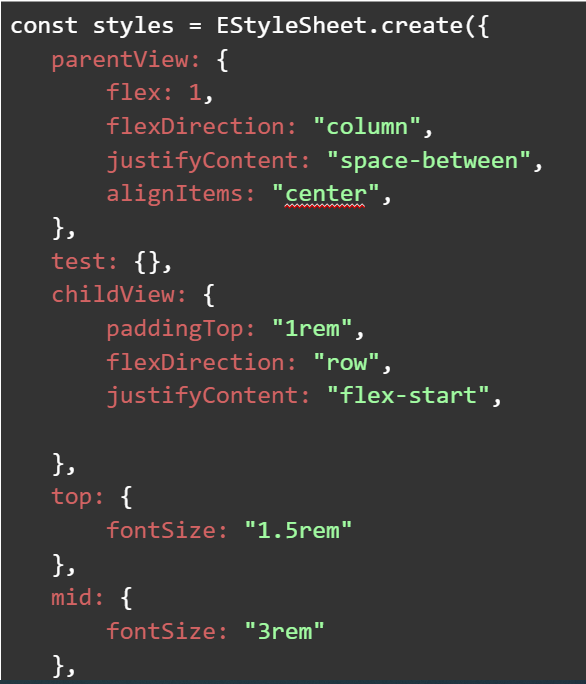 const styles = EStyleSheet.create({
parentView: {
flex: 1,
flexDirection: "column",
justifyContent: "space-between",
alignItems: "center",
},
test: {},
childView: {
paddingTop: "1rem",
flexDirection: "row",
justifyContent: "flex-start",
},
top: {
fontSize: "1.5rem"
},
mid: {
fontSize: "3rem"
},